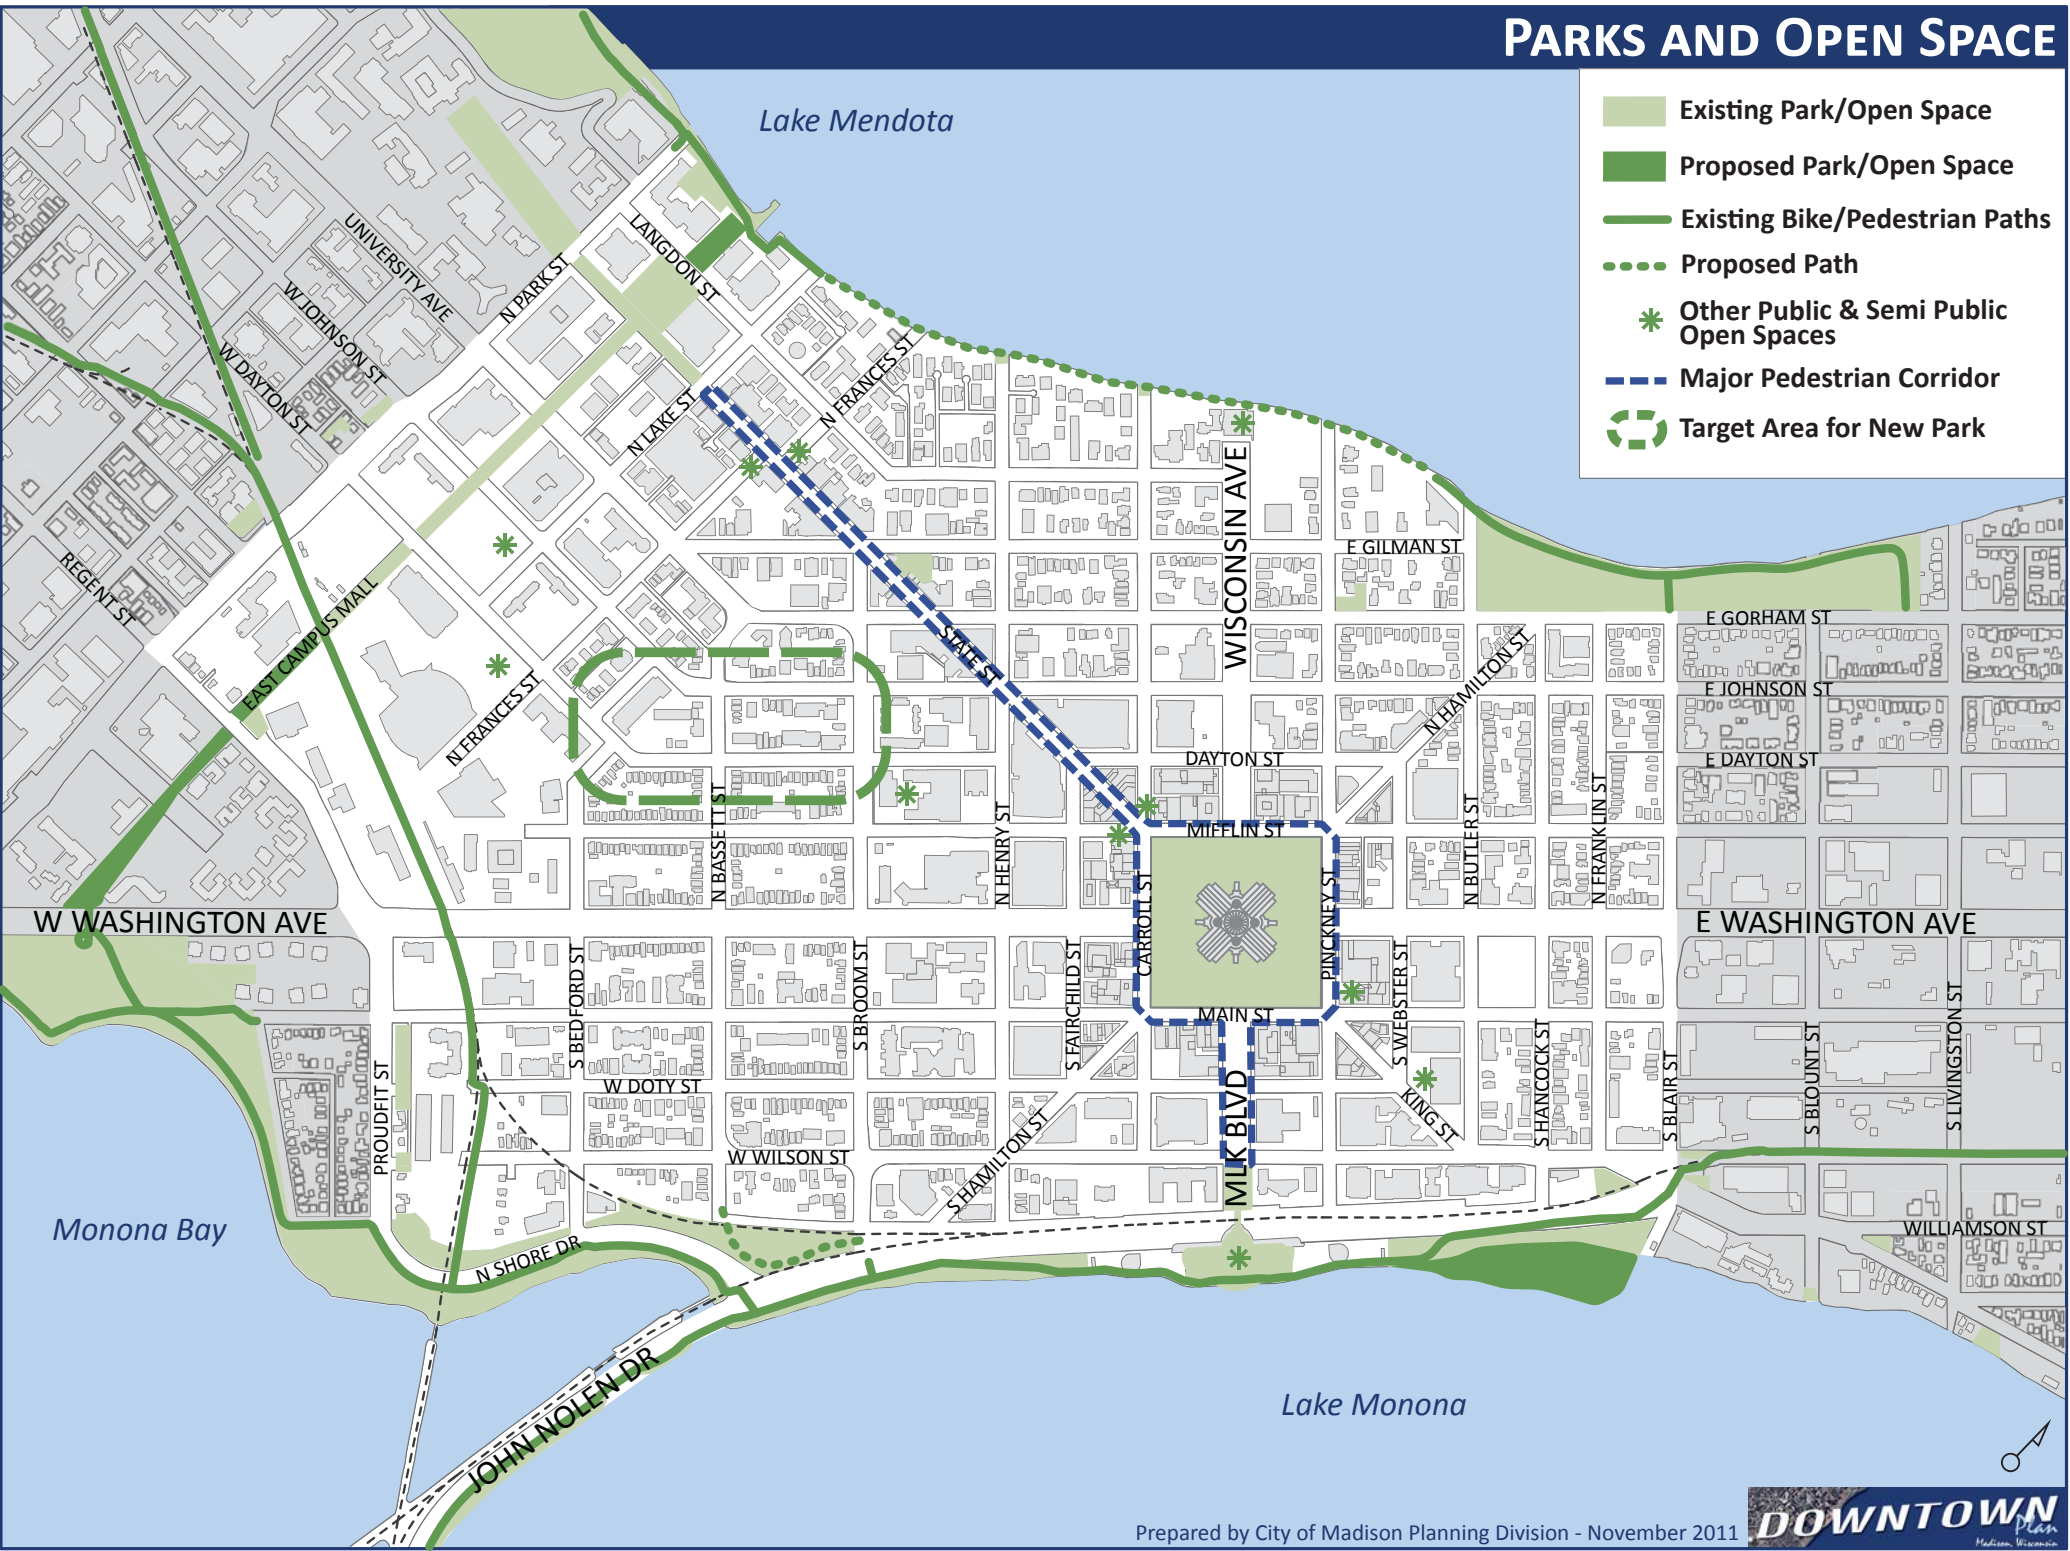 PARKS AND OPEN SPACE
Existing Park/Open Space
Proposed Park/Open Space
Existing Bike/Pedestrian Paths
Proposed Path
Other Public & Semi Public
Open Spaces
Major Pedestrian Corridor
Target Area for New Park
Lake Mendota
LANGDON ST
UNIVERSITY AVE
N PARK ST
W JOHNSON ST
W DAYTON ST
N FRANCES ST
N LAKE ST
WISCONSIN AVE
E GILMAN ST
REGENT ST
EAST CAMPUS MALL
E GORHAM ST
STATE ST
N HAMILTON ST
E JOHNSON ST
N FRANCES ST
DAYTON ST
E DAYTON ST
N BASSETT ST
N HENRY ST
MIFFLIN ST
N BUTLER ST
N FRANKLIN ST
CARROLL ST
PINCKNEY ST
W WASHINGTON AVE
E WASHINGTON AVE
S BEDFORD ST
S BROOM ST
S FAIRCHILD ST
S WEBSTER ST
MAIN ST
PROUDFIT ST
W DOTY ST
MLK BLVD
KING ST
S HANCOCK ST
S BLAIR ST
S BLOUNT ST
S LIVINGSTON ST
W WILSON ST
S HAMILTON ST
Monona Bay
N SHORE DR
WILLIAMSON ST
JOHN NOLEN DR
Lake Monona
Prepared by City of Madison Planning Division - November 2011
DOWNTOWN
Plan
Madison, Wisconsin